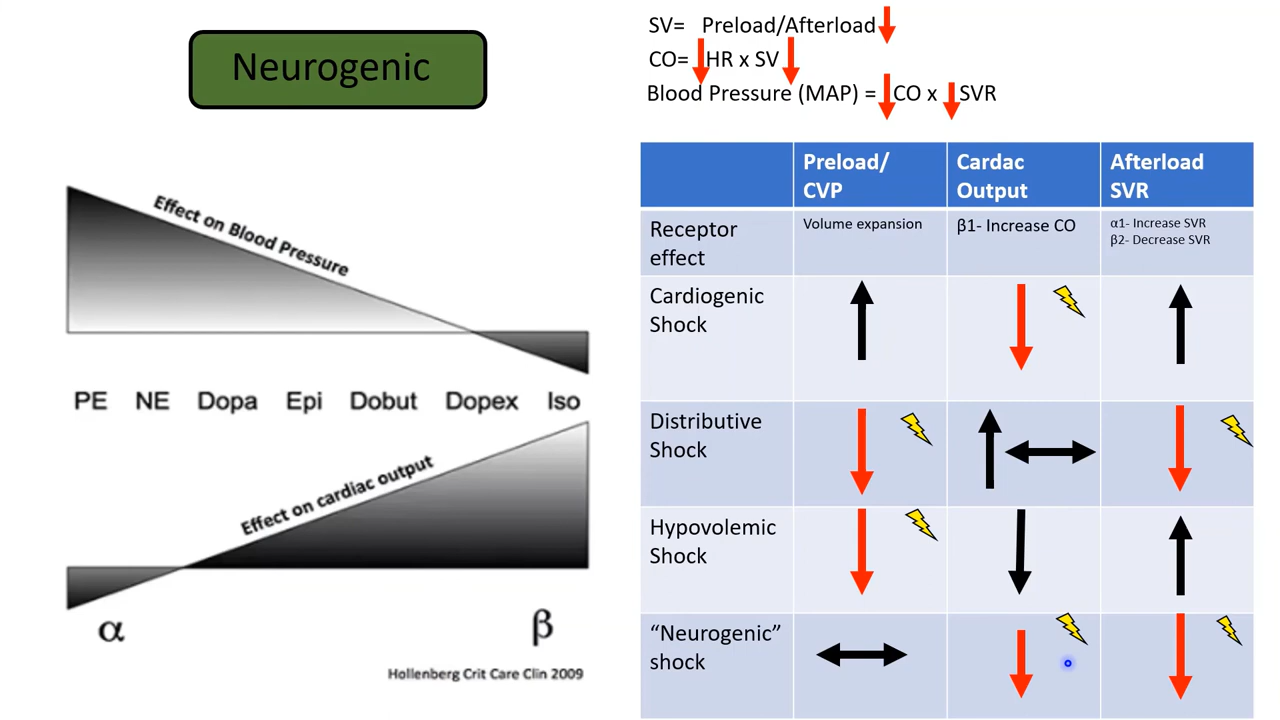 Neurogenic
SV= Preload/Afterload
CO= HR x SV
Blood Pressure (MAP) = CO x SVR
Effect on Blood Pressure
PE NE Dopa Epi Dobut Dopex Iso
Effect on cardiac output
α β
Hollenberg Crit Care Clin 2009
Preload/
CVP
Cardac
Output
Afterload
SVR
Receptor
effect
Volume expansion
β1- Increase CO
α1- Increase SVR
β2- Decrease SVR
Cardiogenic
Shock
Distributive
Shock
Hypovolemic
Shock
“Neurogenic”
shock